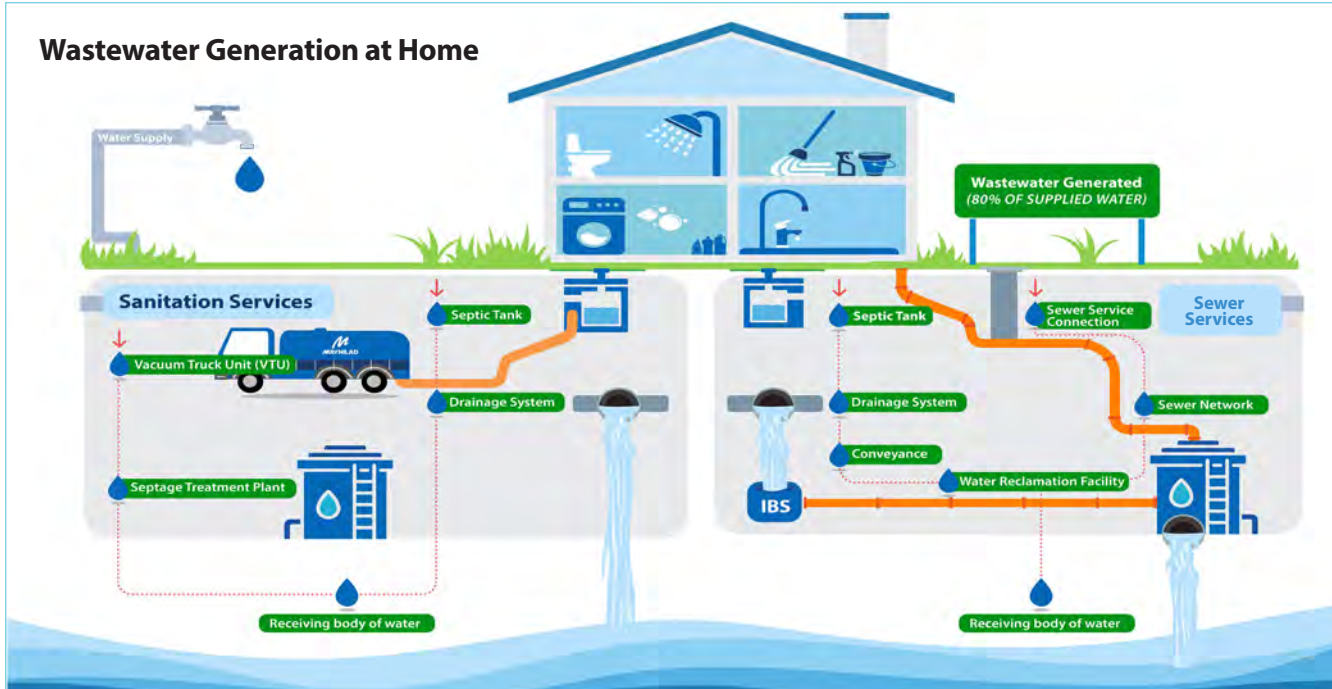 Wastewater Generation at Home
Water Supply
Wastewater Generated
(80% OF SUPPLIED WATER)
Sanitation Services
Septic Tank
MAYNILAD
Vacuum Truck Unit (VTU)
Drainage System
Septage Treatment Plant
Receiving body of water
Sewer
Services
Septic Tank
Sewer Service
Connection
Drainage System
Sewer Network
Conveyance
Water Reclamation Facility
IBS
Receiving body of water